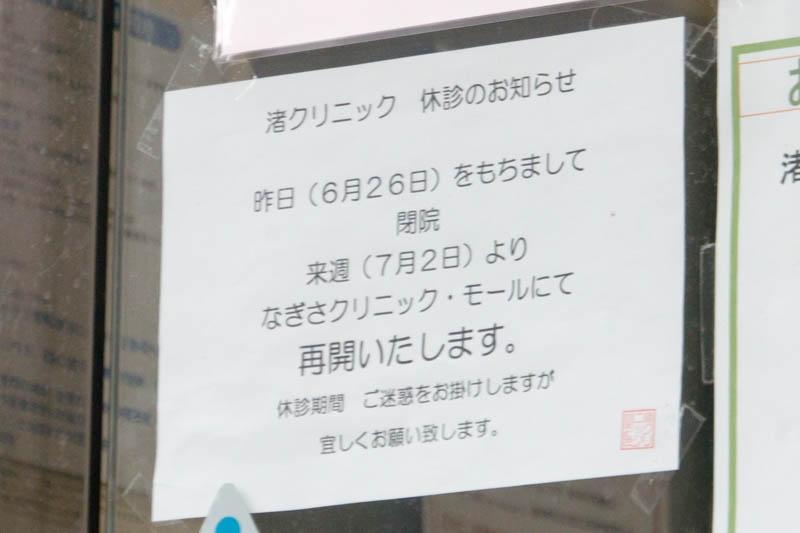 渚クリニック　休診のお知らせ
昨日（６月２６日）をもちまして
閉院
来週（７月２日）より
なぎさクリニック・モールにて
再開いたします。
休診期間　ご迷惑をお掛けしますが
宜しくお願い致します。
お
渚